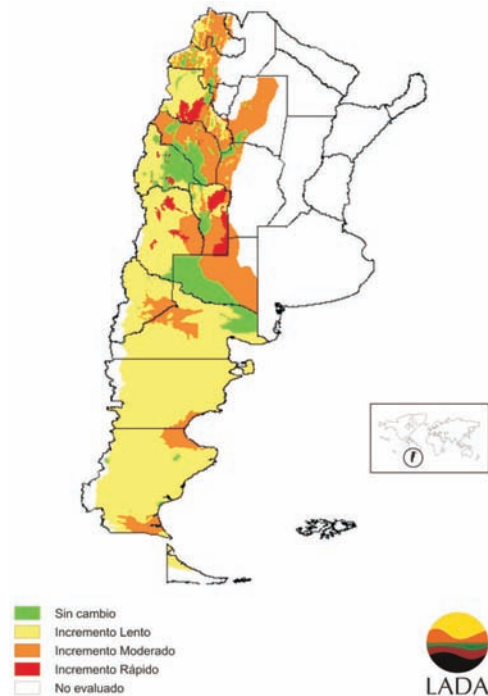 Sin cambio
Incremento Lento
Incremento Moderado
Incremento Rápido
No evaluado
LADA